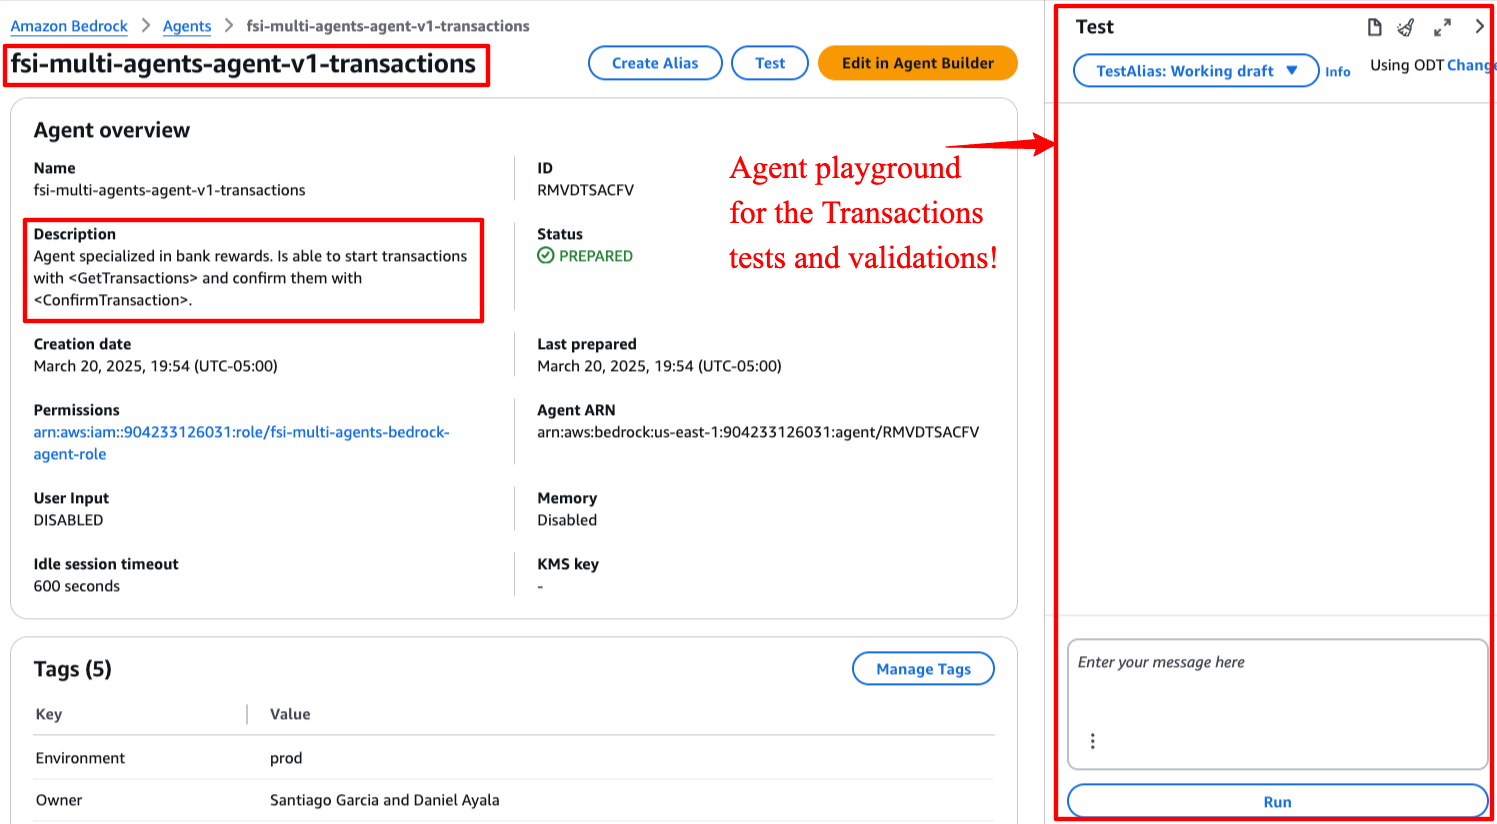 Amazon Bedrock > Agents > fsi-multi-agents-agent-v1-transactions
fsi-multi-agents-agent-v1-transactions
Create Alias
Test
Edit in Agent Builder
Agent overview
Name
fsi-multi-agents-agent-v1-transactions
ID
RMVDTSACFV
Description
Agent specialized in bank rewards. Is able to start transactions
with <GetTransactions> and confirm them with
<ConfirmTransaction>.
Status
PREPARED
Creation date
March 20, 2025, 19:54 (UTC-05:00)
Last prepared
March 20, 2025, 19:54 (UTC-05:00)
Permissions
arn:aws:iam::904233126031:role/fsi-multi-agents-bedrock-
agent-role
Agent ARN
arn:aws:bedrock:us-east-1:904233126031:agent/RMVDTSACFV
User Input
DISABLED
Memory
Disabled
Idle session timeout
600 seconds
KMS key
-
Agent playground
for the Transactions
tests and validations!
Tags (5)
Manage Tags
Key
Value
Environment
prod
Owner
Santiago Garcia and Daniel Ayala
Test
TestAlias: Working draft
Info
Using ODT Change
Enter your message here
Run